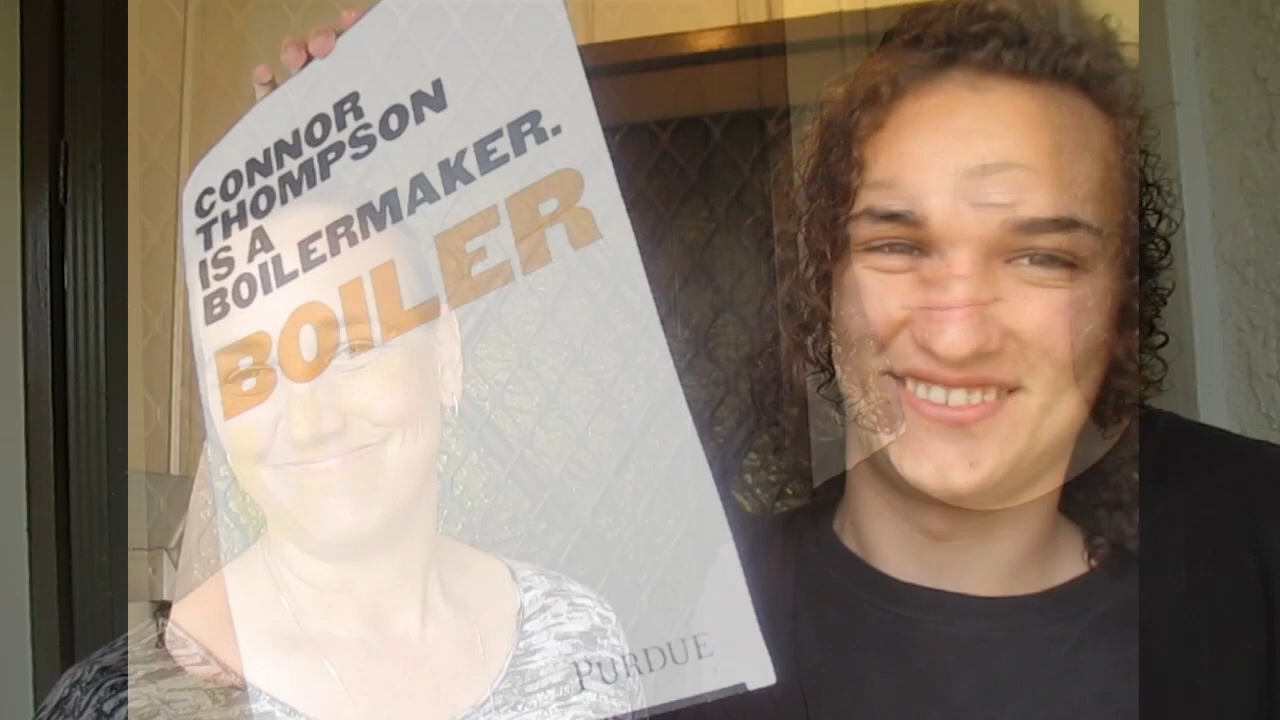 CONNOR
THOMPSON
IS A
BOILERMAKER.
BOILER
PURDUE